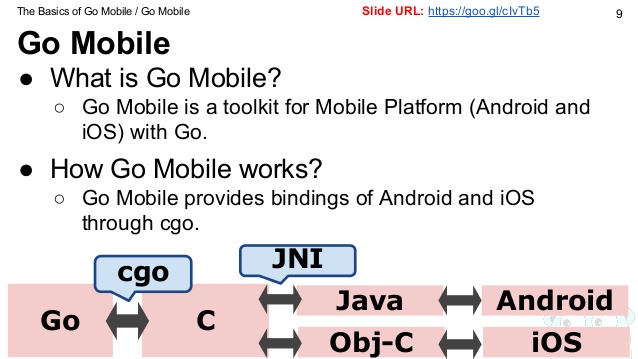 The Basics of Go Mobile / Go Mobile
Slide URL: https://goo.gl/cIvTb5
9
Go Mobile
● What is Go Mobile?
○ Go Mobile is a toolkit for Mobile Platform (Android and
iOS) with Go.
● How Go Mobile works?
○ Go Mobile provides bindings of Android and iOS
through cgo.
cgo
JNI
Go
C
Java
Android
Obj-C
iOS